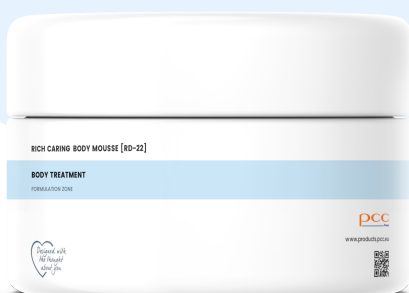 RICH CARING BODY MOUSSE [RD-22]
BODY TREATMENT
FORMULATION ZONE
pcc
www.products.pcc.eu
Designed with
the thought
about you